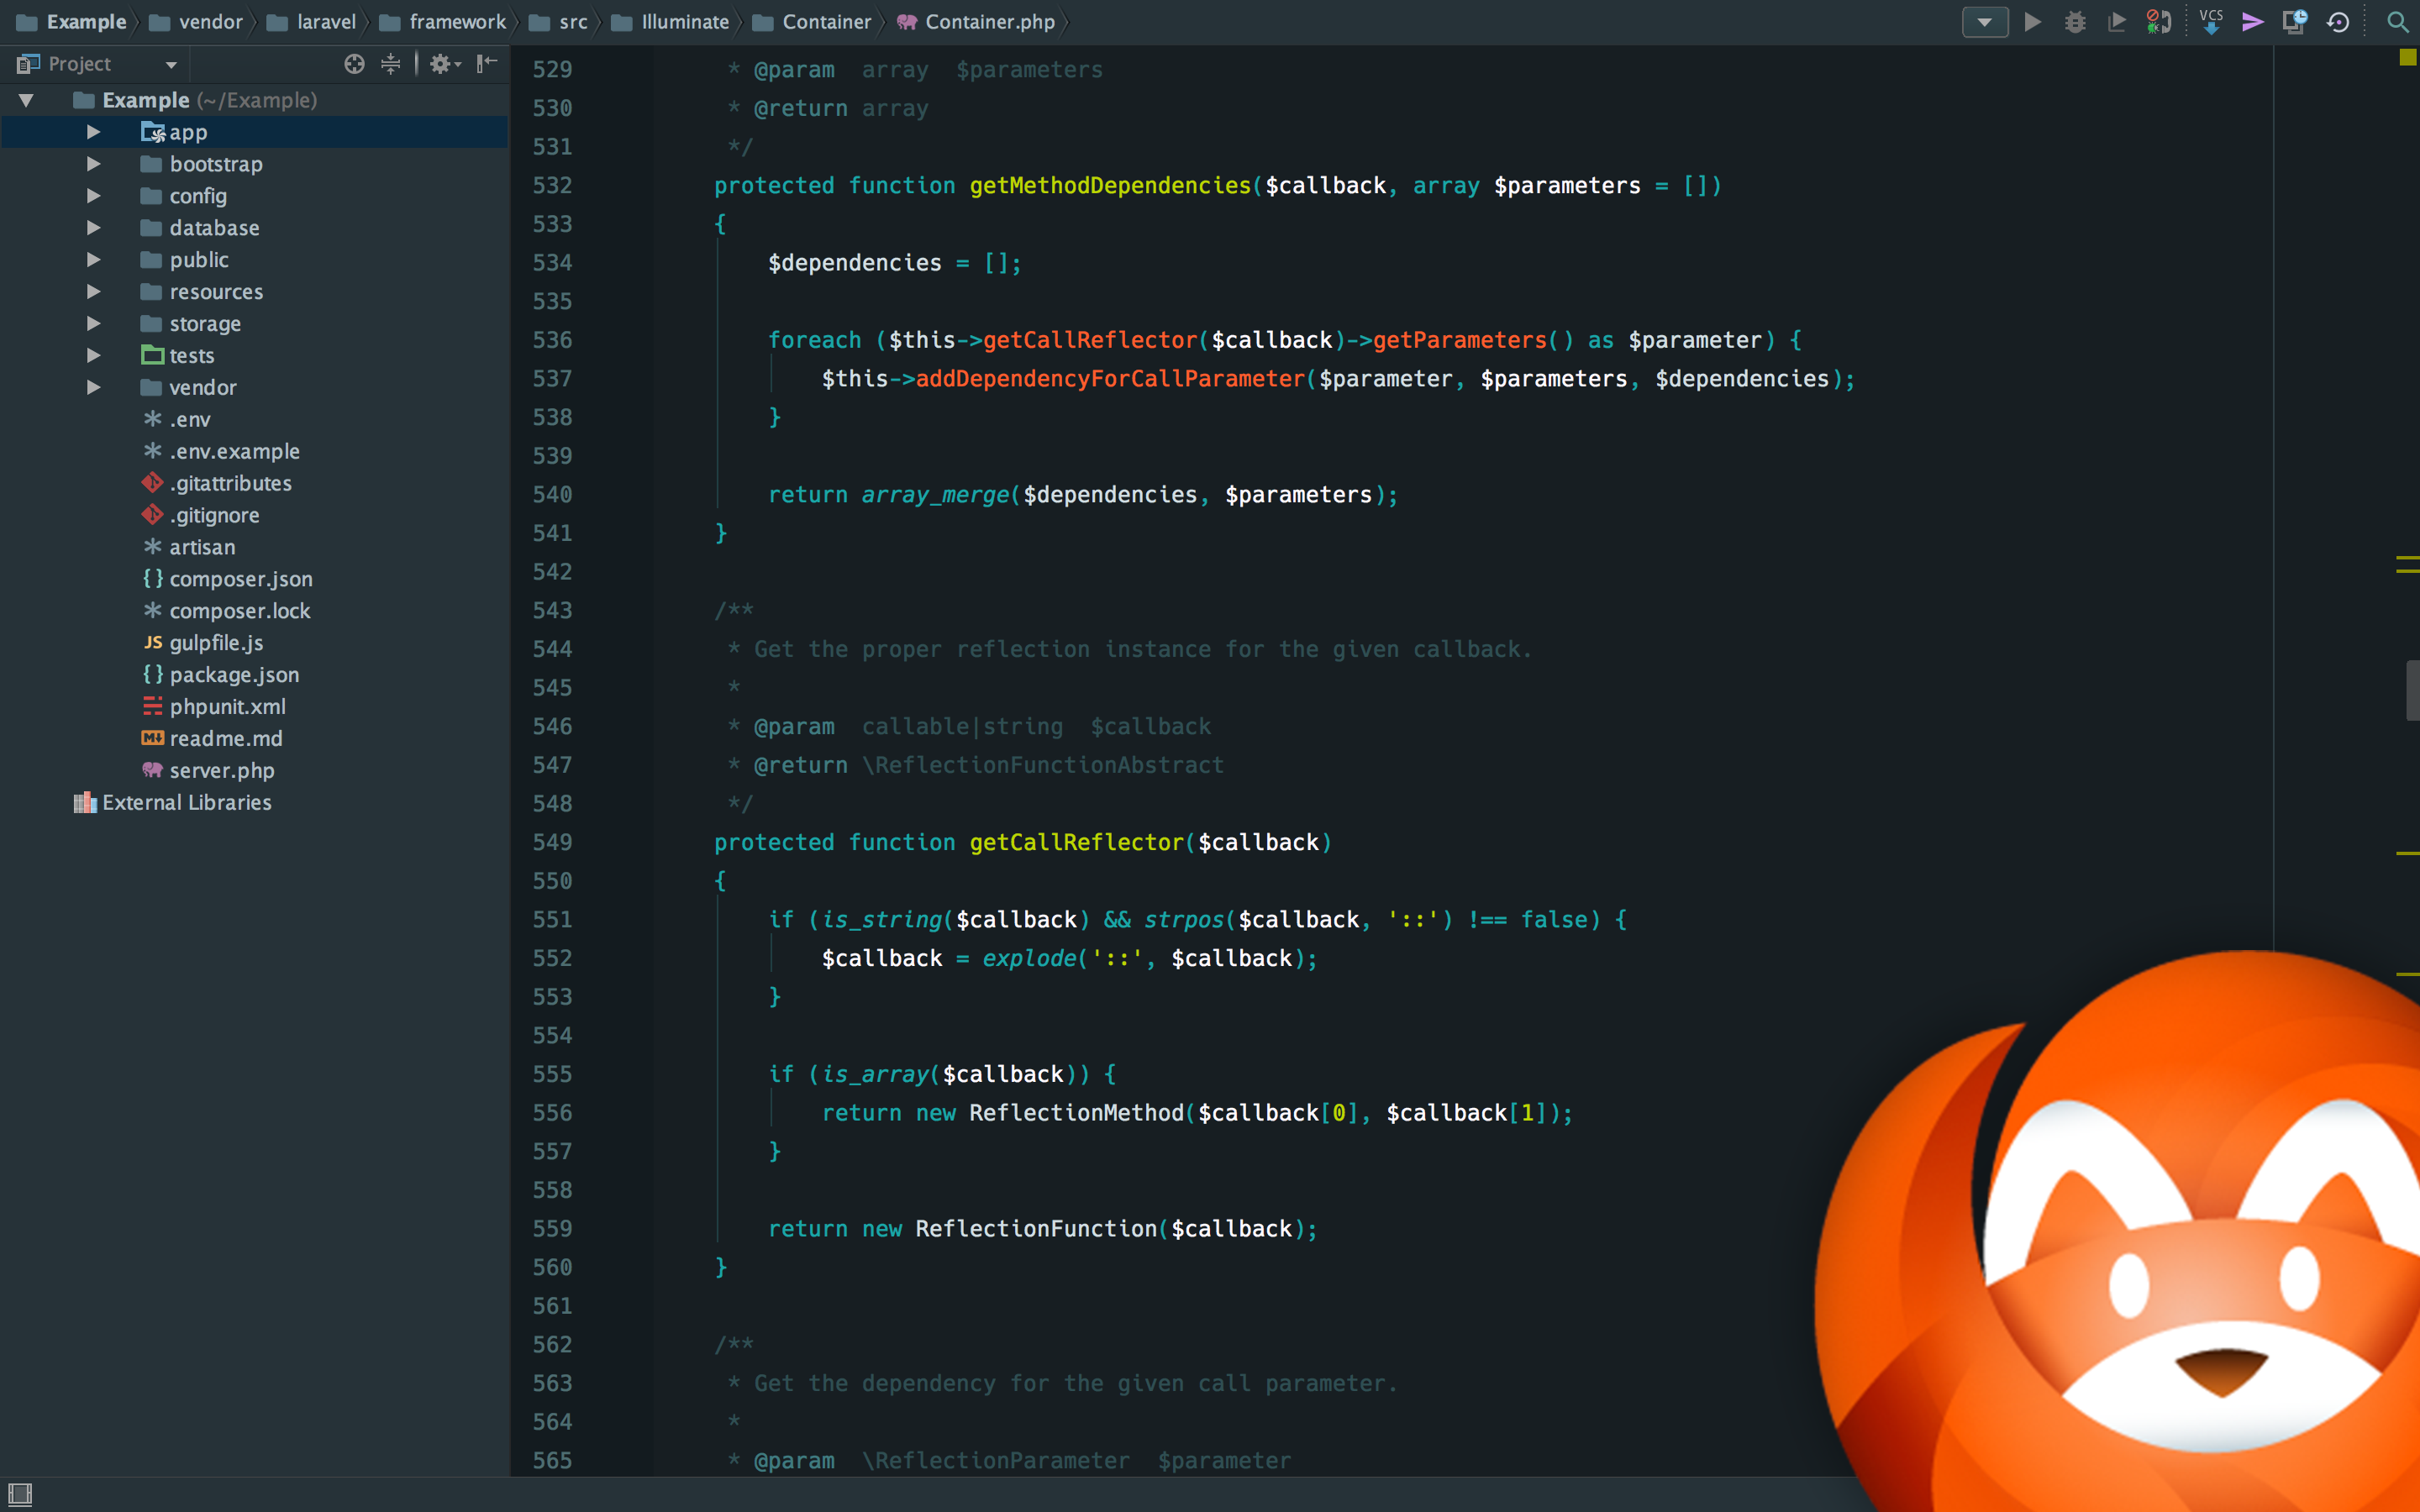 Example vendor laravel framework src Illuminate Container Container.php VCS
Project
Example (~/Example)
app
bootstrap
config
database
public
resources
storage
tests
vendor
.env
.env.example
.gitattributes
.gitignore
artisan
composer.json
composer.lock
JS gulpfile.js
package.json
phpunit.xml
M readme.md
server.php
External Libraries
529 * @param  array  $parameters
530 * @return array
531 */
532 protected function getMethodDependencies($callback, array $parameters = [])
533 {
534 $dependencies = [];
535
536 foreach ($this->getCallReflector($callback)->getParameters() as $parameter) {
537 $this->addDependencyForCallParameter($parameter, $parameters, $dependencies);
538 }
539
540 return array_merge($dependencies, $parameters);
541 }
542
543 /**
544 * Get the proper reflection instance for the given callback.
545 *
546 * @param  callable|string  $callback
547 * @return \ReflectionFunctionAbstract
548 */
549 protected function getCallReflector($callback)
550 {
551 if (is_string($callback) && strpos($callback, '::') !== false) {
552 $callback = explode('::', $callback);
553 }
554
555 if (is_array($callback)) {
556 return new ReflectionMethod($callback[0], $callback[1]);
557 }
558
559 return new ReflectionFunction($callback);
560 }
561
562 /**
563 * Get the dependency for the given call parameter.
564 *
565 * @param  \ReflectionParameter  $parameter